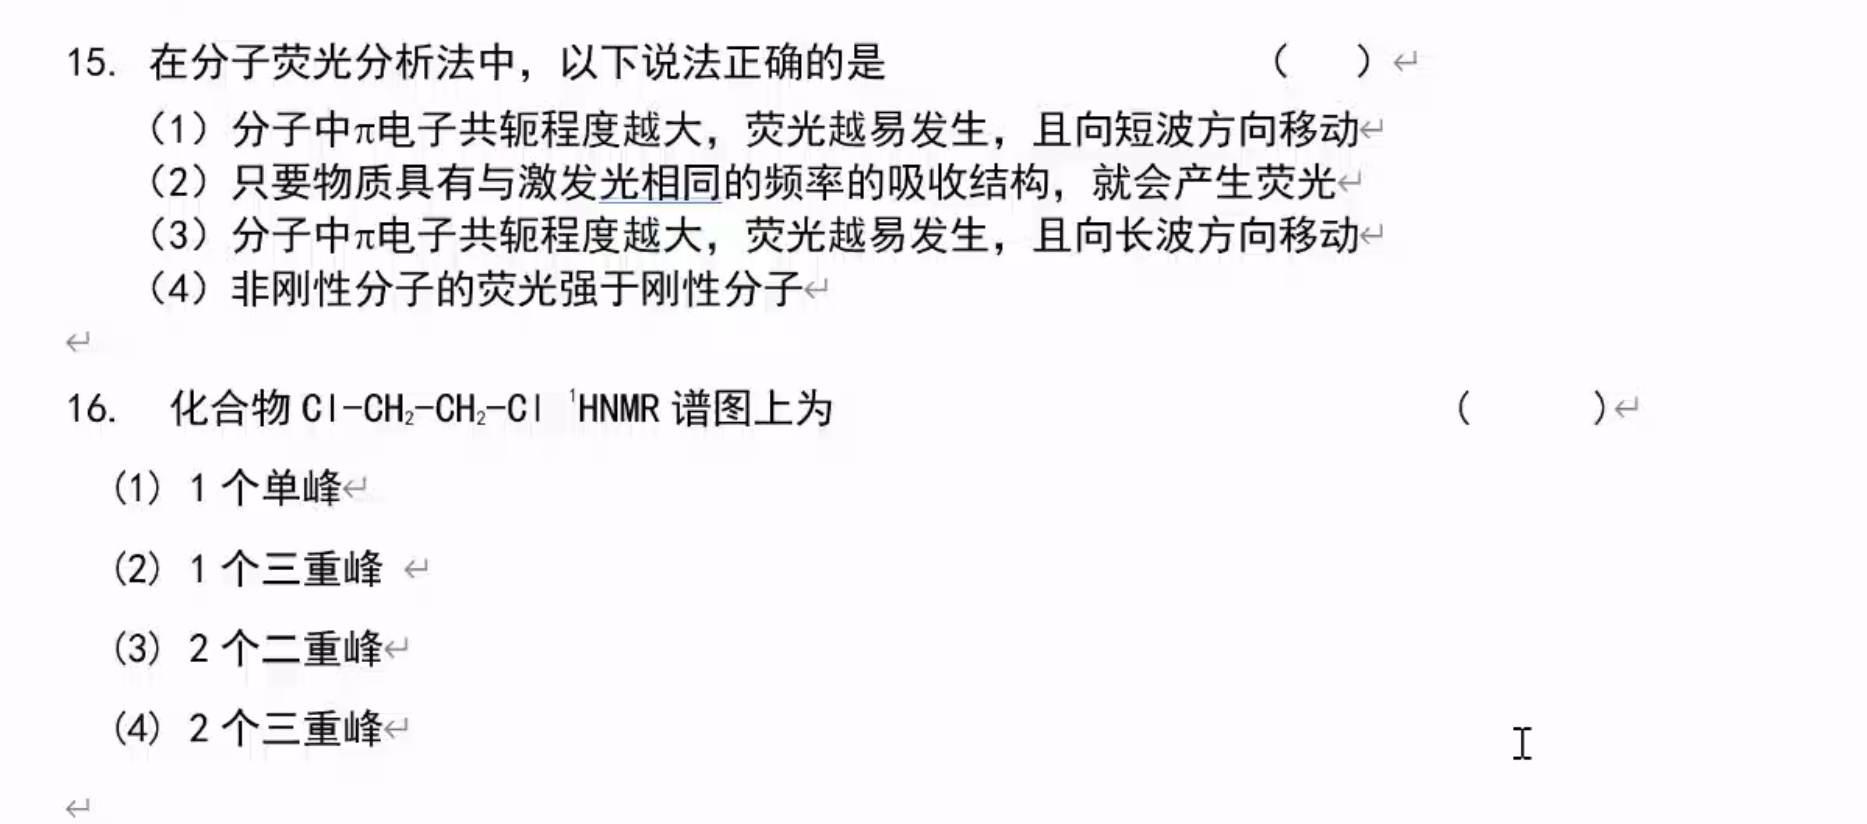 15. 在分子荧光分析法中，以下说法正确的是 （ ）↵
（1）分子中π电子共轭程度越大，荧光越易发生，且向短波方向移动↵
（2）只要物质具有与激发光相同的频率的吸收结构，就会产生荧光↵
（3）分子中π电子共轭程度越大，荧光越易发生，且向长波方向移动↵
（4）非刚性分子的荧光强于刚性分子↵
↵
16. 化合物 Cl-CH₂-CH₂-Cl ¹HNMR 谱图上为 ( )↵
(1) 1 个单峰↵
(2) 1 个三重峰 ↵
(3) 2 个二重峰↵
(4) 2 个三重峰↵
↵